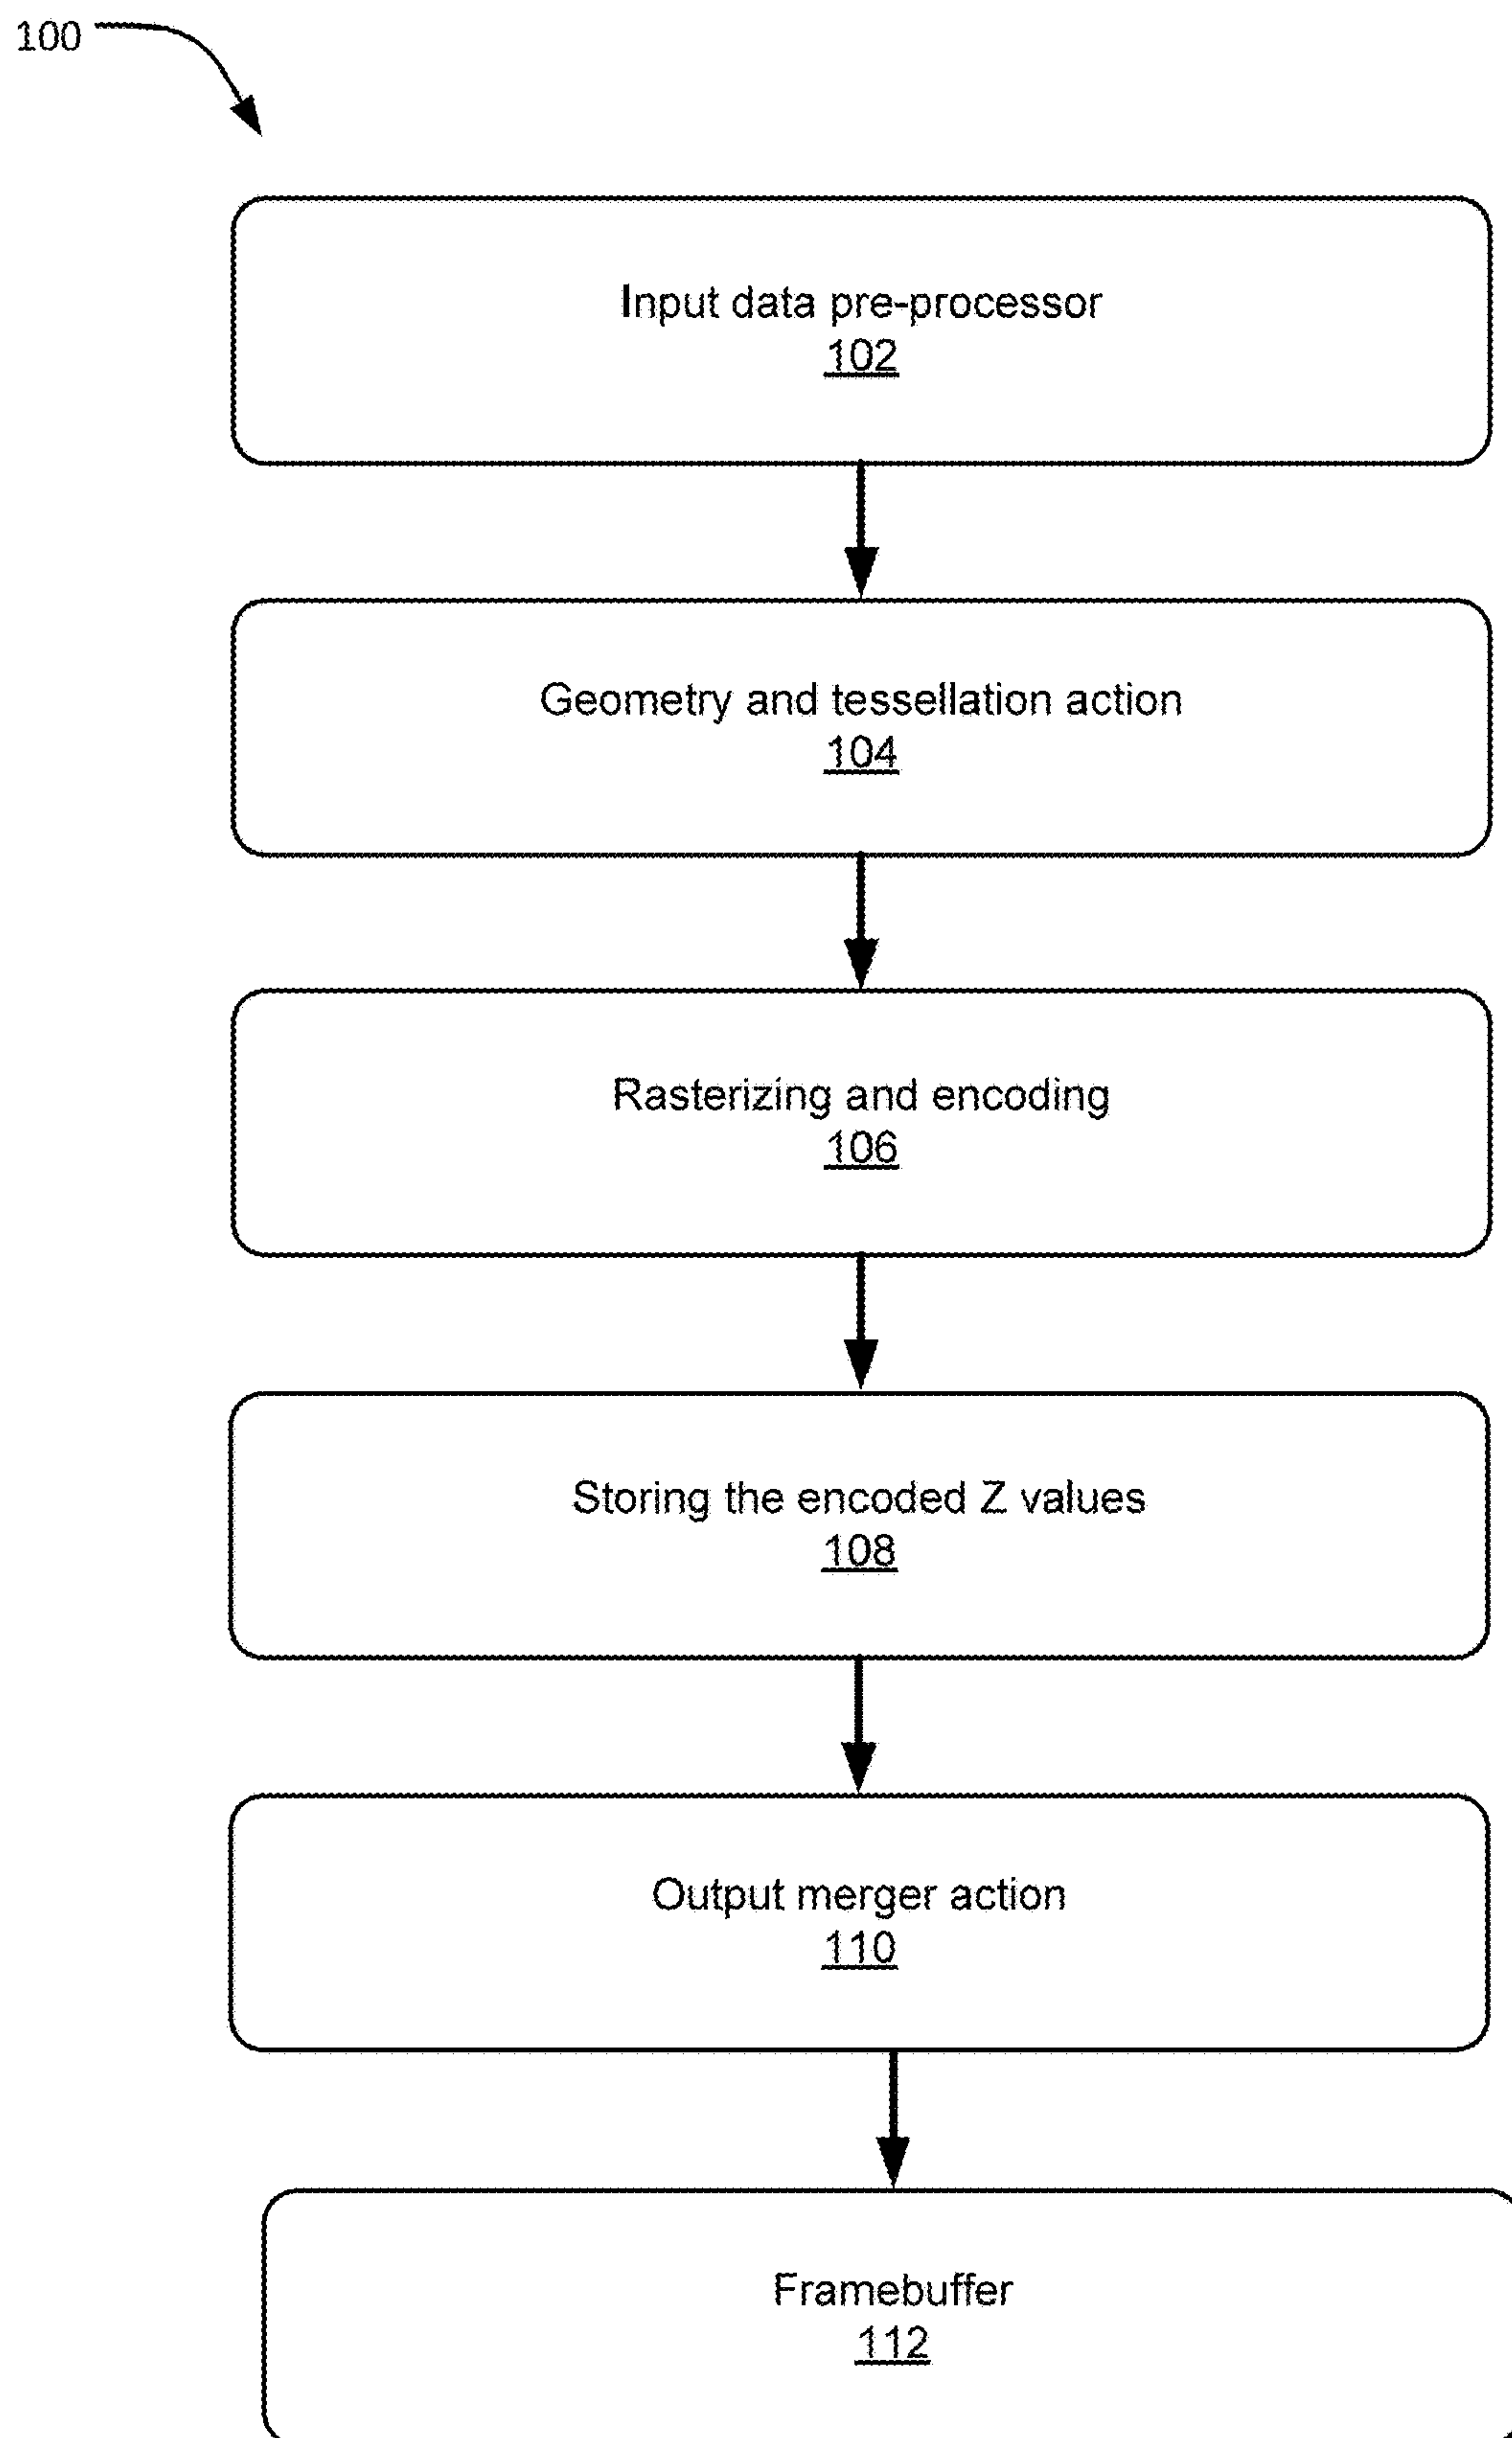 100
Input data pre-processor
102
Geometry and tessellation action
104
Rasterizing and encoding
106
Storing the encoded Z values
108
Output merger action
110
Framebuffer
112